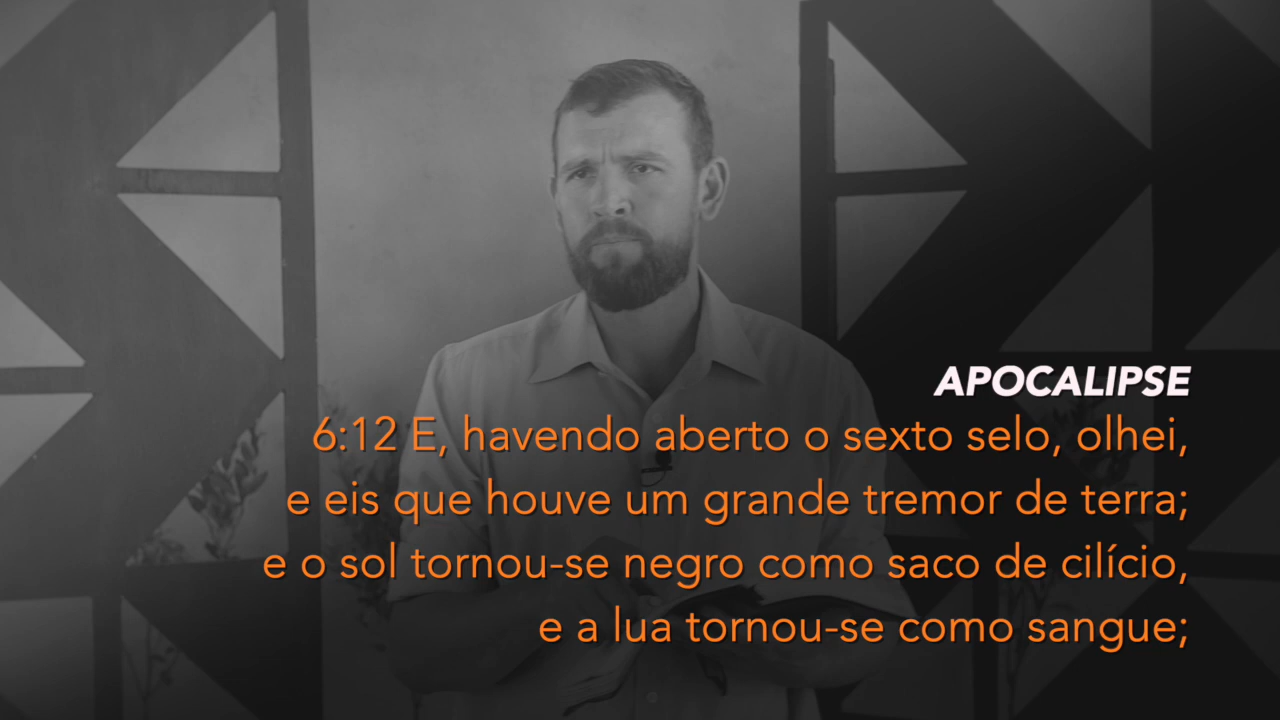 APOCALIPSE
6:12 E, havendo aberto o sexto selo, olhei,
e eis que houve um grande tremor de terra;
e o sol tornou-se negro como saco de cilício,
e a lua tornou-se como sangue;